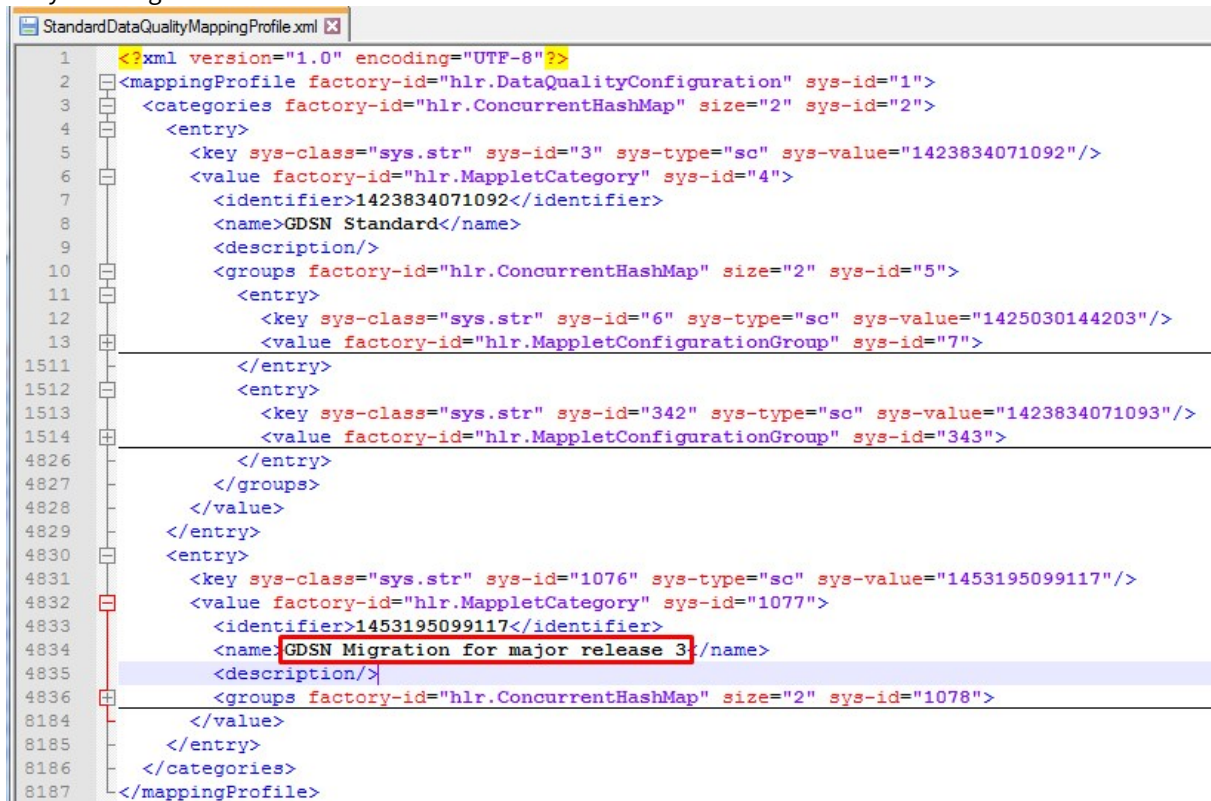 StandardDataQualityMappingProfile.xml
1 <?xml version="1.0" encoding="UTF-8"?>
2 <mappingProfile factory-id="hlr.DataQualityConfiguration" sys-id="1">
3 <categories factory-id="hlr.ConcurrentHashMap" size="2" sys-id="2">
4 <entry>
5 <key sys-class="sys.str" sys-id="3" sys-type="sc" sys-value="1423834071092"/>
6 <value factory-id="hlr.MappletCategory" sys-id="4">
7 <identifier>1423834071092</identifier>
8 <name>GDSN Standard</name>
9 <description/>
10 <groups factory-id="hlr.ConcurrentHashMap" size="2" sys-id="5">
11 <entry>
12 <key sys-class="sys.str" sys-id="6" sys-type="sc" sys-value="1425030144203"/>
13 <value factory-id="hlr.MappletConfigurationGroup" sys-id="7">
1511 </entry>
1512 <entry>
1513 <key sys-class="sys.str" sys-id="342" sys-type="sc" sys-value="1423834071093"/>
1514 <value factory-id="hlr.MappletConfigurationGroup" sys-id="343">
4826 </entry>
4827 </groups>
4828 </value>
4829 </entry>
4830 <entry>
4831 <key sys-class="sys.str" sys-id="1076" sys-type="sc" sys-value="1453195099117"/>
4832 <value factory-id="hlr.MappletCategory" sys-id="1077">
4833 <identifier>1453195099117</identifier>
4834 <name>GDSN Migration for major release 3</name>
4835 <description/>
4836 <groups factory-id="hlr.ConcurrentHashMap" size="2" sys-id="1078">
8184 </value>
8185 </entry>
8186 </categories>
8187 </mappingProfile>